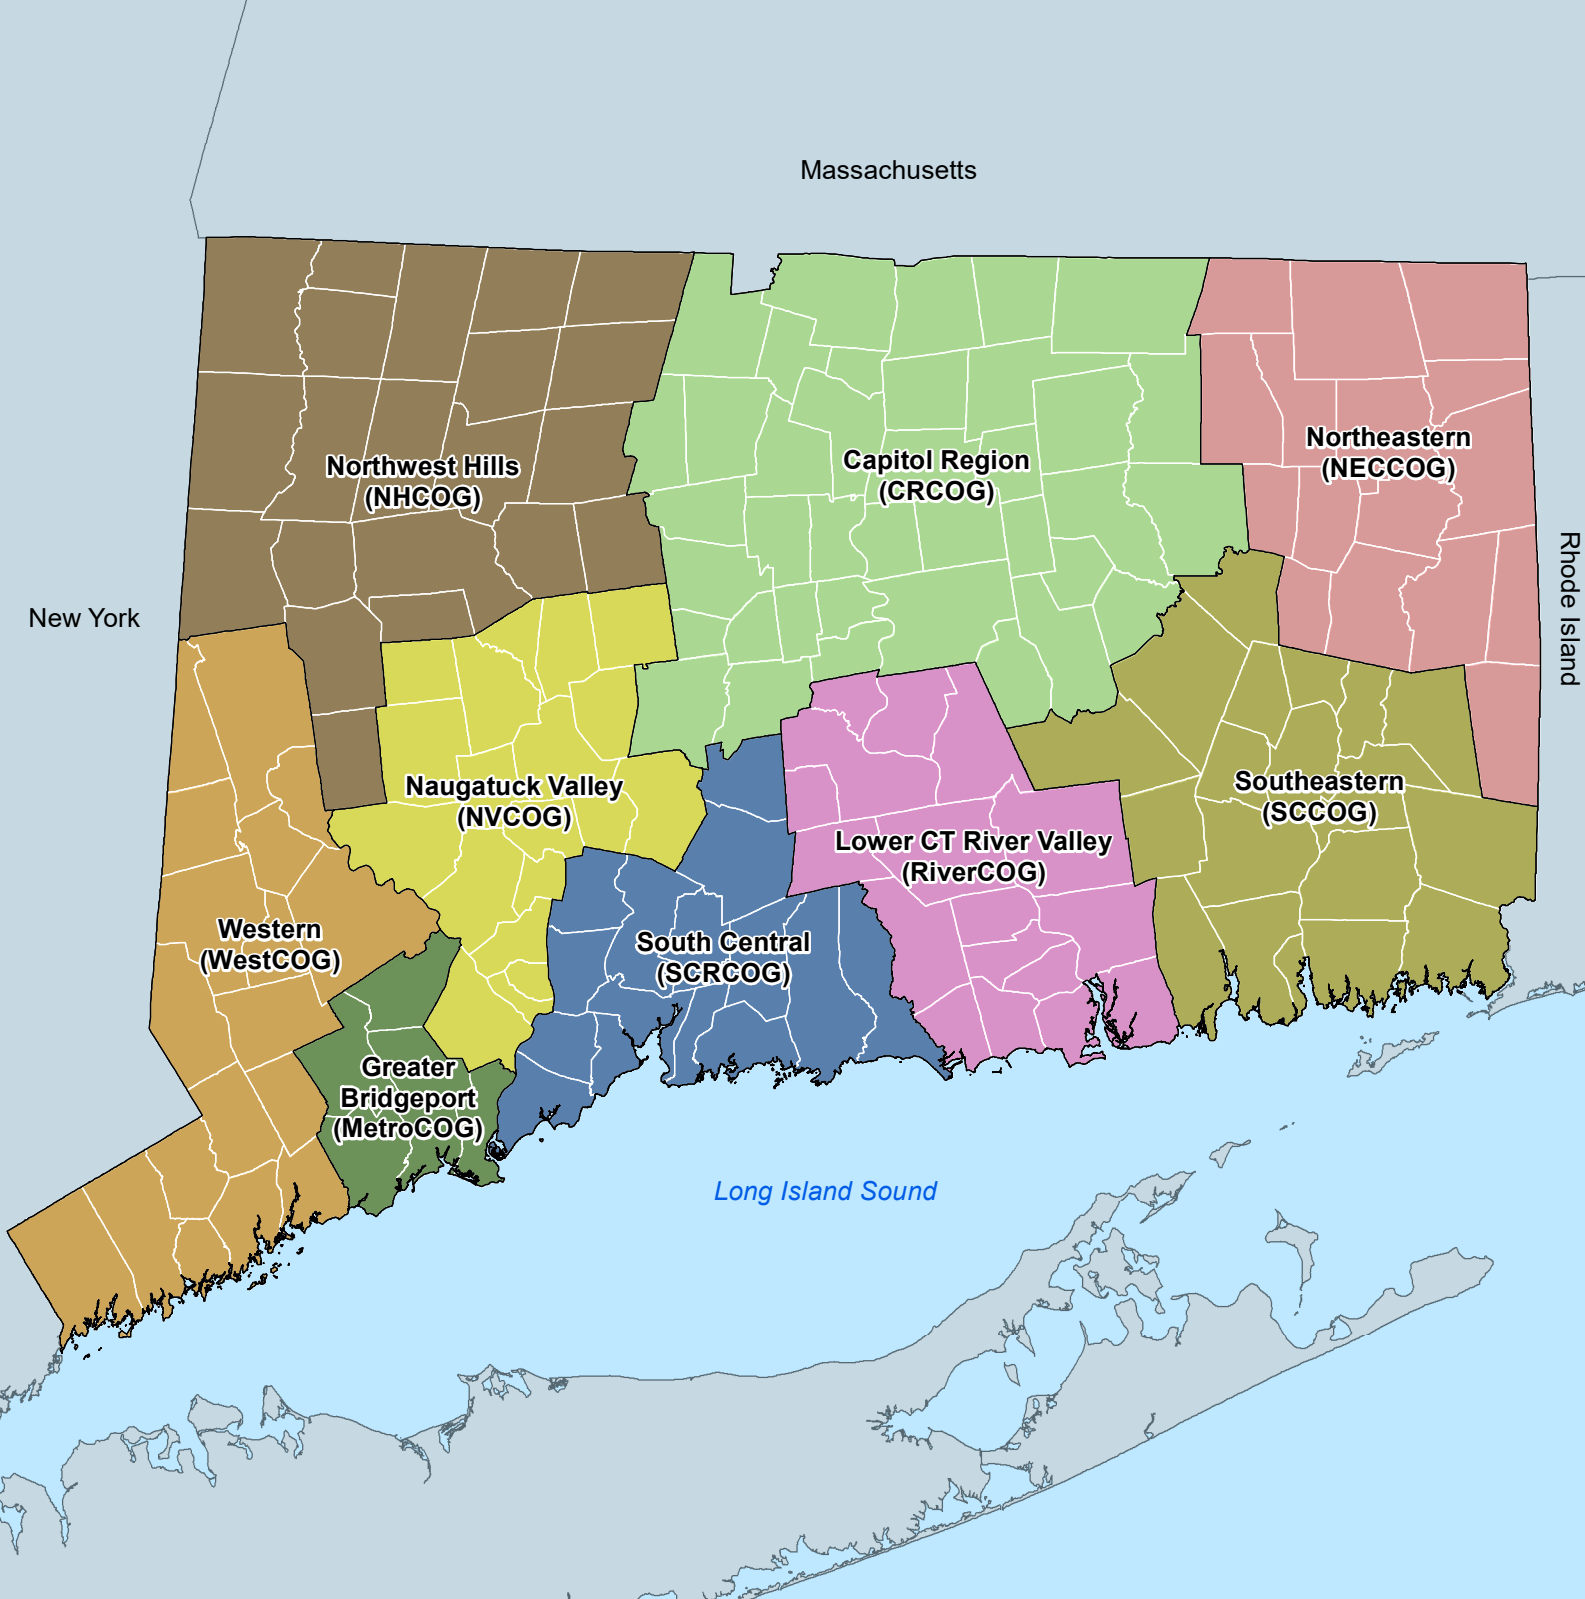 Massachusetts
Northeastern
(NECCOG)
Capitol Region
(CRCOG)
Northwest Hills
(NHCOG)
Rhode Island
New York
Naugatuck Valley
(NVCOG)
Southeastern
(SCCOG)
Lower CT River Valley
(RiverCOG)
Western
(WestCOG)
South Central
(SCRCOG)
Greater
Bridgeport
(MetroCOG)
Long Island Sound